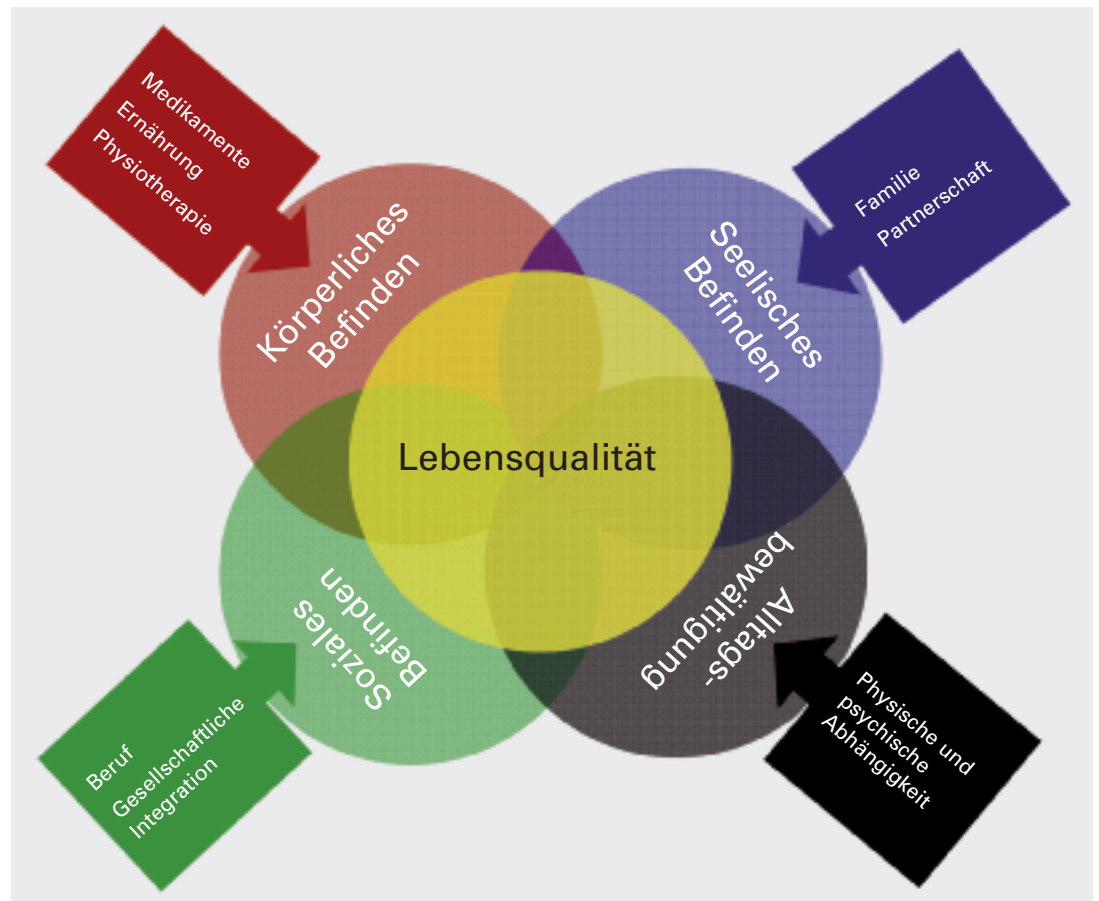 Medikamente
Ernährung
Physiotherapie
Körperliches
Befinden
Seelisches
Befinden
Familie
Partnerschaft
Lebensqualität
Soziales
Befinden
Alltags-
bewältigung
Beruf
Gesellschaftliche
Integration
Physische und
psychische
Abhängigkeit